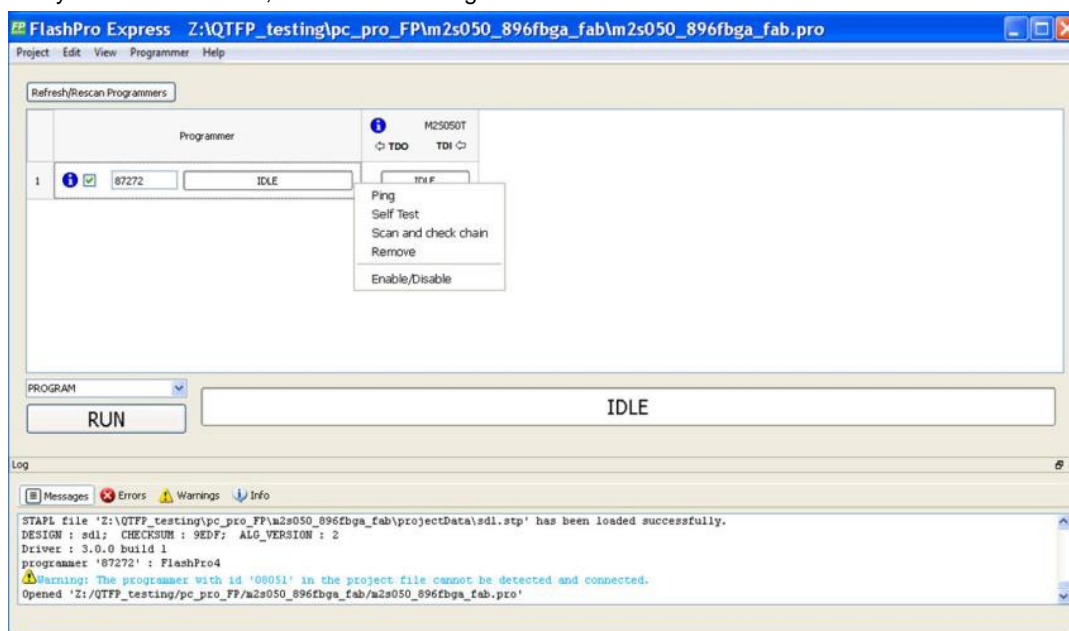 FP FlashPro Express Z:\QTFP_testing\pc_pro_FP\m2s050_896fbga_fab\m2s050_896fbga_fab.pro
Project Edit View Programmer Help
Refresh/Rescan Programmers
Programmer
M2S050T
TDO TDI
1 87272 IDLE IDLE
Ping
Self Test
Scan and check chain
Remove
Enable/Disable
PROGRAM
RUN
IDLE
Log
Messages Errors Warnings Info
STAPL file 'Z:\QTFP_testing\pc_pro_FP\m2s050_896fbga_fab\projectData\sdl.stp' has been loaded successfully.
DESIGN : sdl; CHECKSUM : 9EDF; ALG_VERSION : 2
Driver : 3.0.0 build 1
programmer '87272' : FlashPro4
Warning: The programmer with id '08051' in the project file cannot be detected and connected.
Opened 'Z:/QTFP_testing/pc_pro_FP/m2s050_896fbga_fab/m2s050_896fbga_fab.pro'